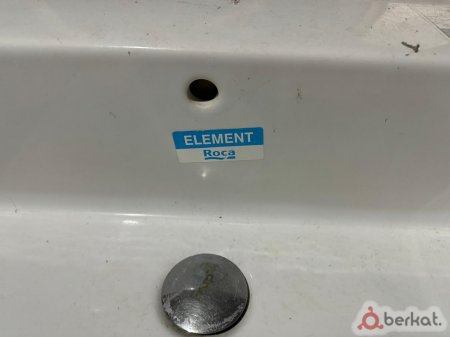 ELEMENT
Roca
berkat.